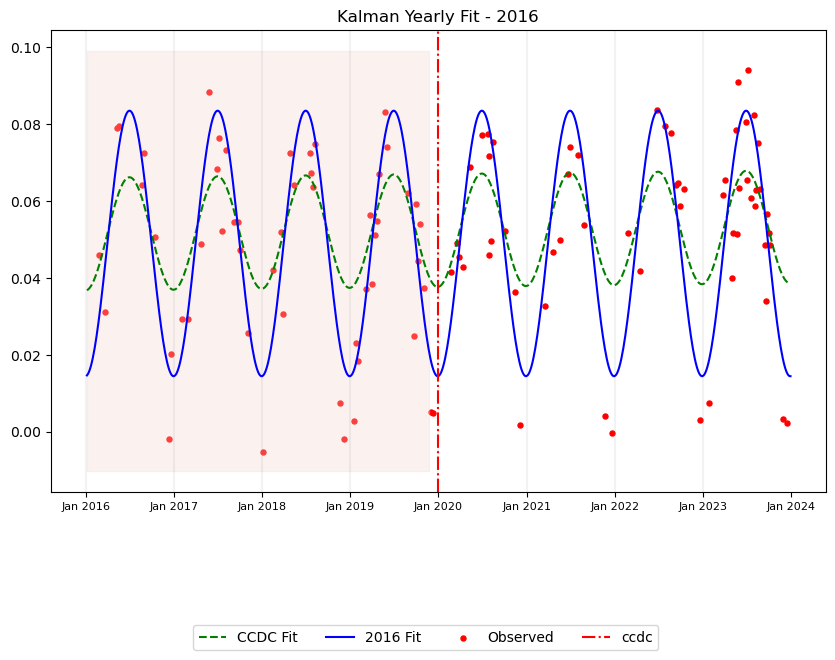 Kalman Yearly Fit - 2016
0.10
0.08
0.06
0.04
0.02
0.00
Jan 2016 Jan 2017 Jan 2018 Jan 2019 Jan 2020 Jan 2021 Jan 2022 Jan 2023 Jan 2024
CCDC Fit 2016 Fit Observed ccdc